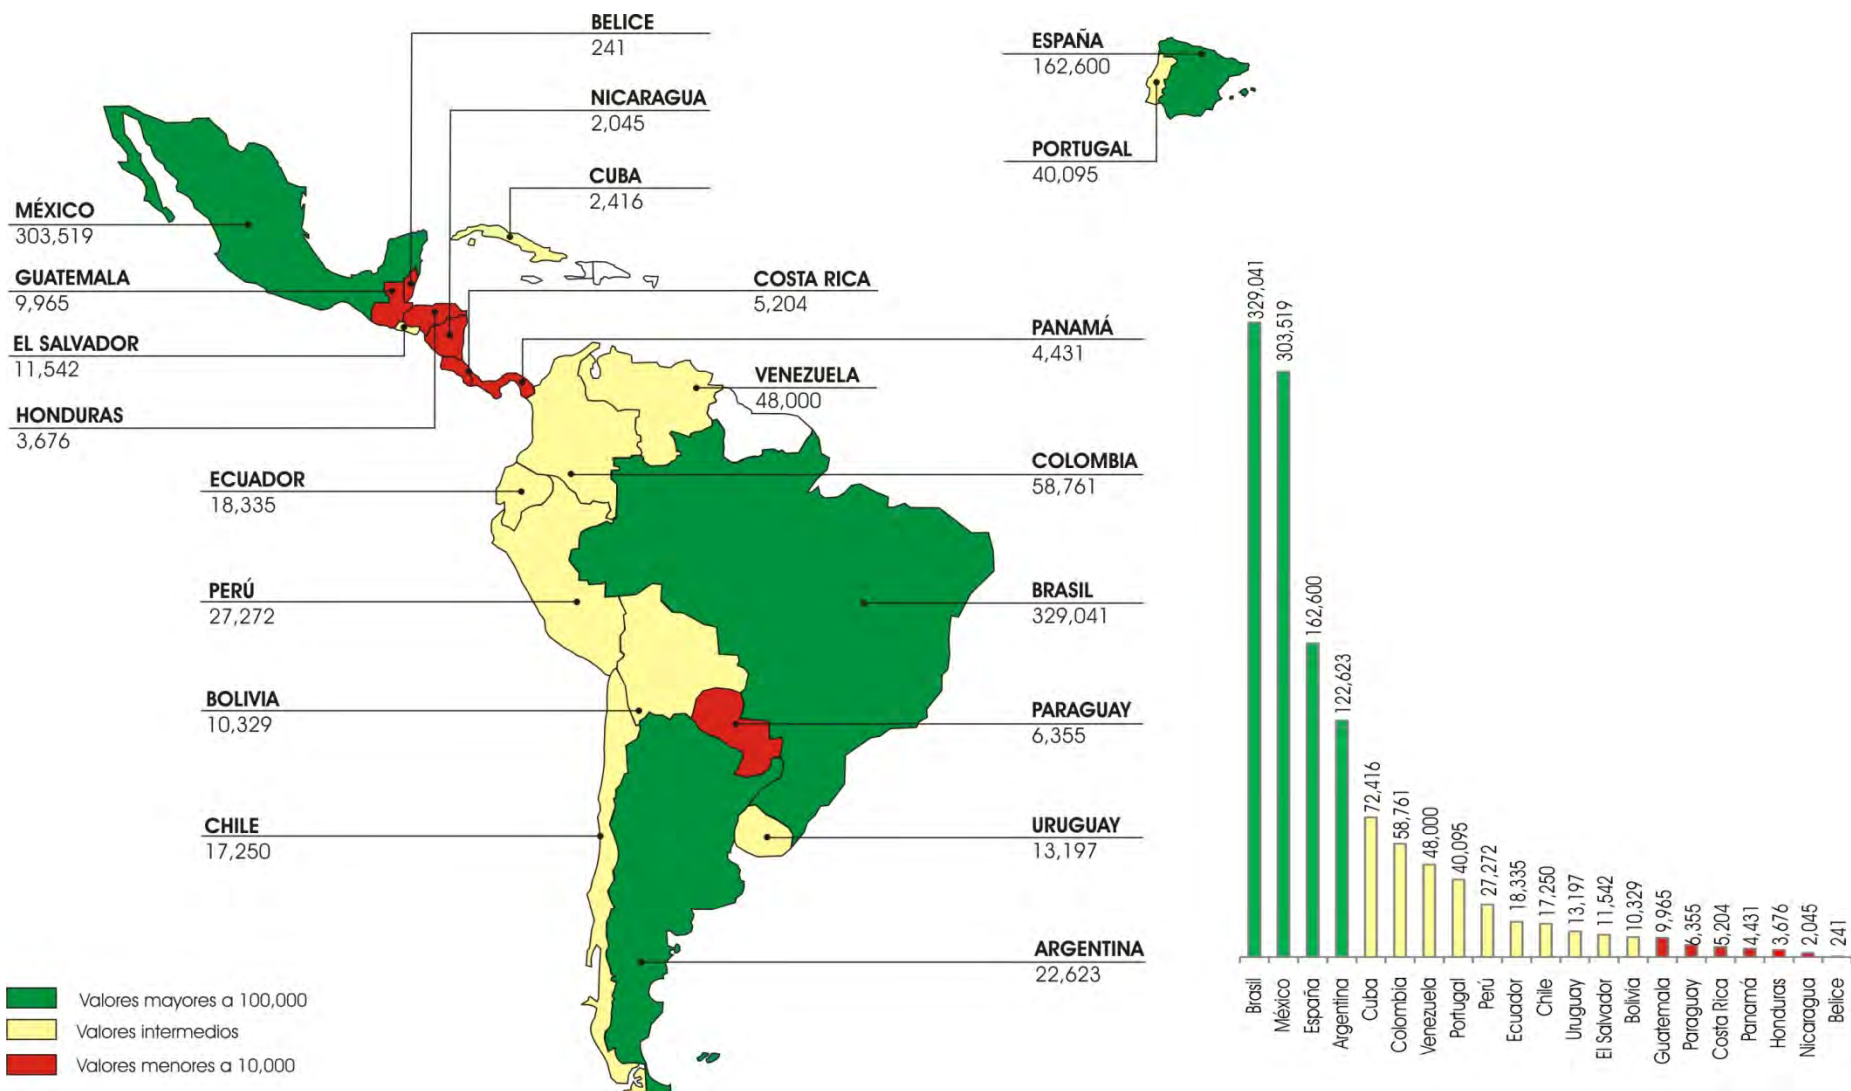 BELICE
241
NICARAGUA
2,045
CUBA
2,416
MÉXICO
303,519
GUATEMALA
9,965
EL SALVADOR
11,542
HONDURAS
3,676
COSTA RICA
5,204
PANAMÁ
4,431
VENEZUELA
48,000
ECUADOR
18,335
COLOMBIA
58,761
PERÚ
27,272
BRASIL
329,041
BOLIVIA
10,329
PARAGUAY
6,355
CHILE
17,250
URUGUAY
13,197
ARGENTINA
22,623
ESPAÑA
162,600
PORTUGAL
40,095
Valores mayores a 100,000
Valores intermedios
Valores menores a 10,000
329,041
303,519
162,600
122,623
72,416
58,761
48,000
40,095
27,272
18,335
17,250
13,197
11,542
10,329
9,965
6,355
5,204
4,431
3,676
2,045
241
Brasil
México
España
Argentina
Cuba
Colombia
Venezuela
Portugal
Perú
Ecuador
Chile
Uruguay
El Salvador
Bolivia
Guatemala
Paraguay
Costa Rica
Panamá
Honduras
Nicaragua
Belice